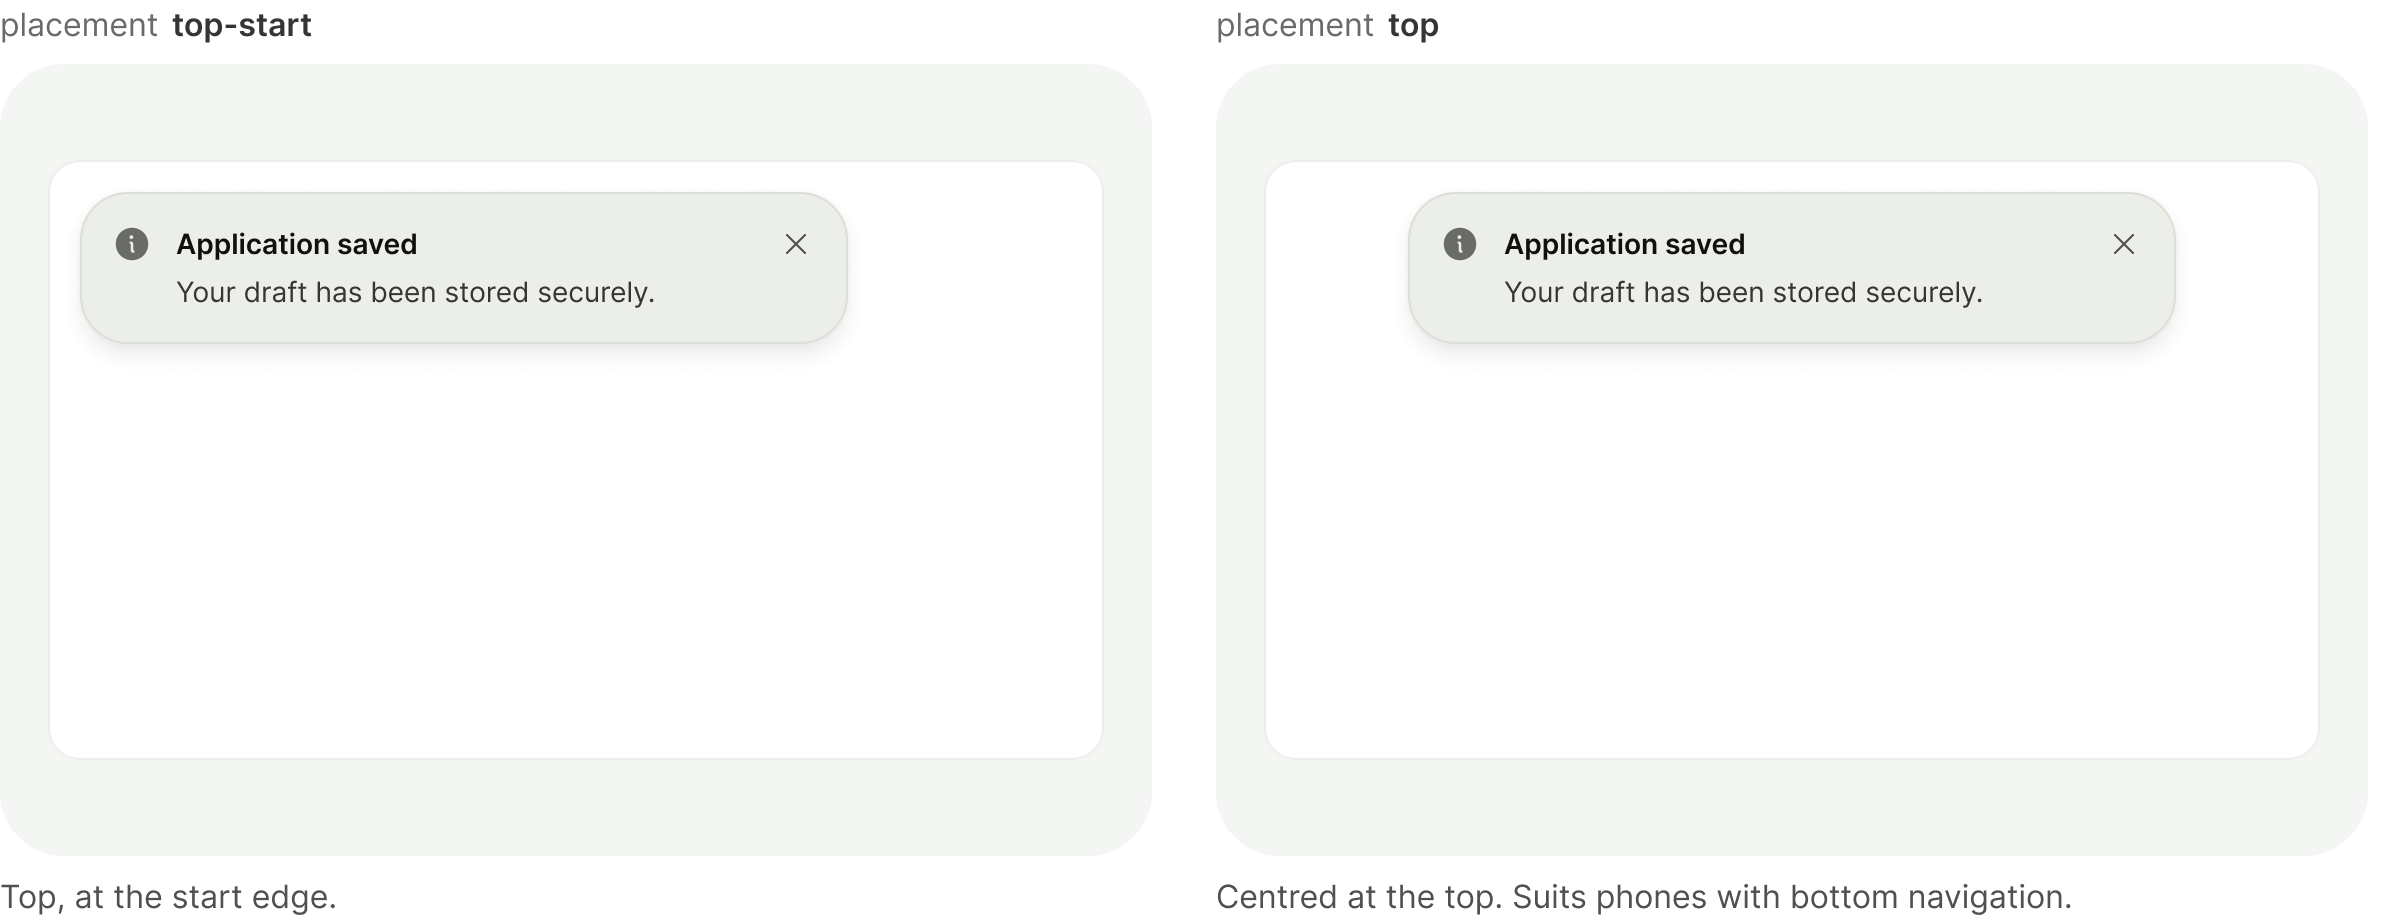 placement top-start
Application saved
Your draft has been stored securely.
Top, at the start edge.
placement top
Application saved
Your draft has been stored securely.
Centred at the top. Suits phones with bottom navigation.